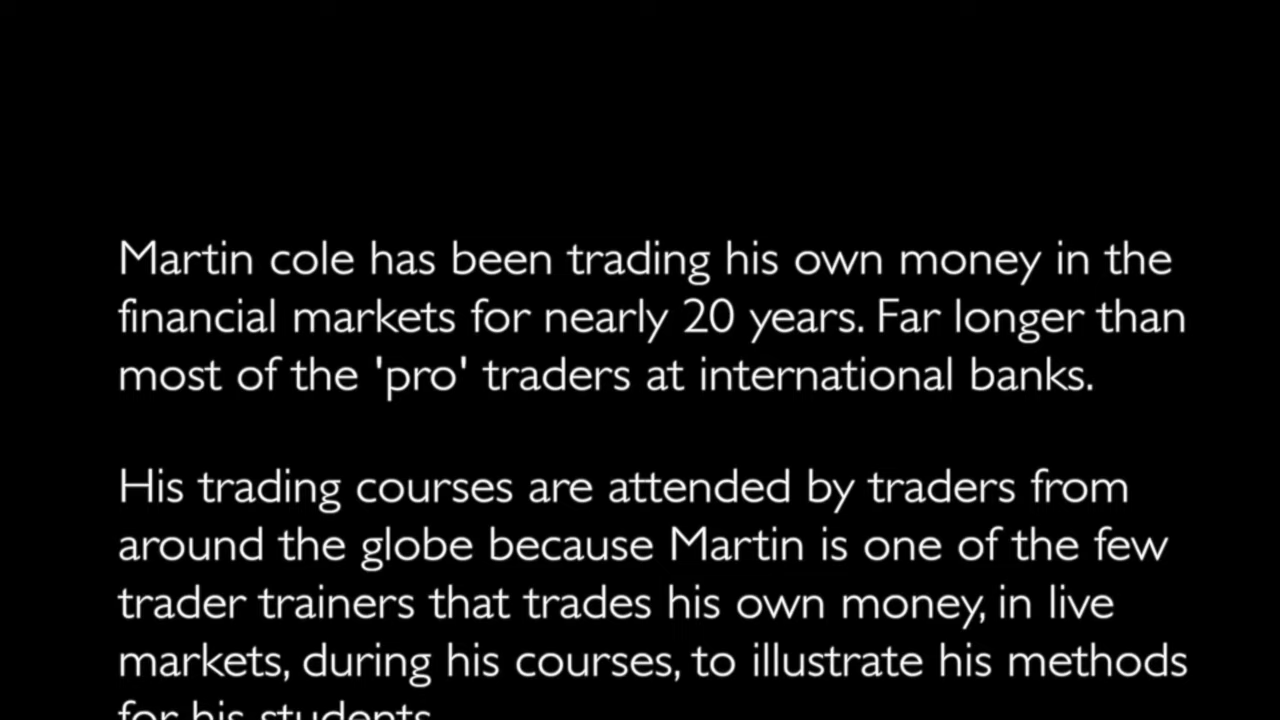 Martin cole has been trading his own money in the
financial markets for nearly 20 years. Far longer than
most of the 'pro' traders at international banks.
His trading courses are attended by traders from
around the globe because Martin is one of the few
trader trainers that trades his own money, in live
markets, during his courses, to illustrate his methods
for his students